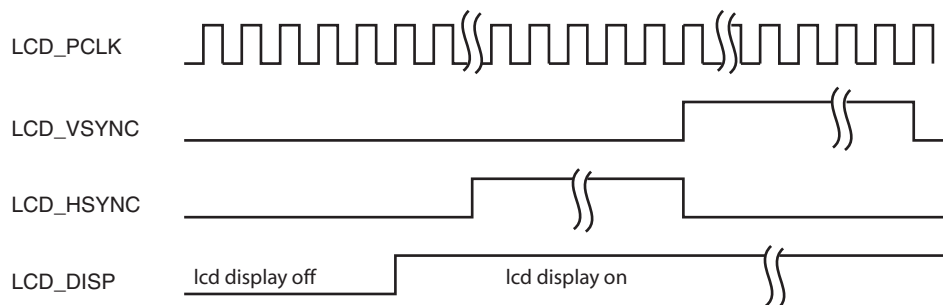 LCD_PCLK
LCD_VSYNC
LCD_HSYNC
LCD_DISP lcd display off lcd display on